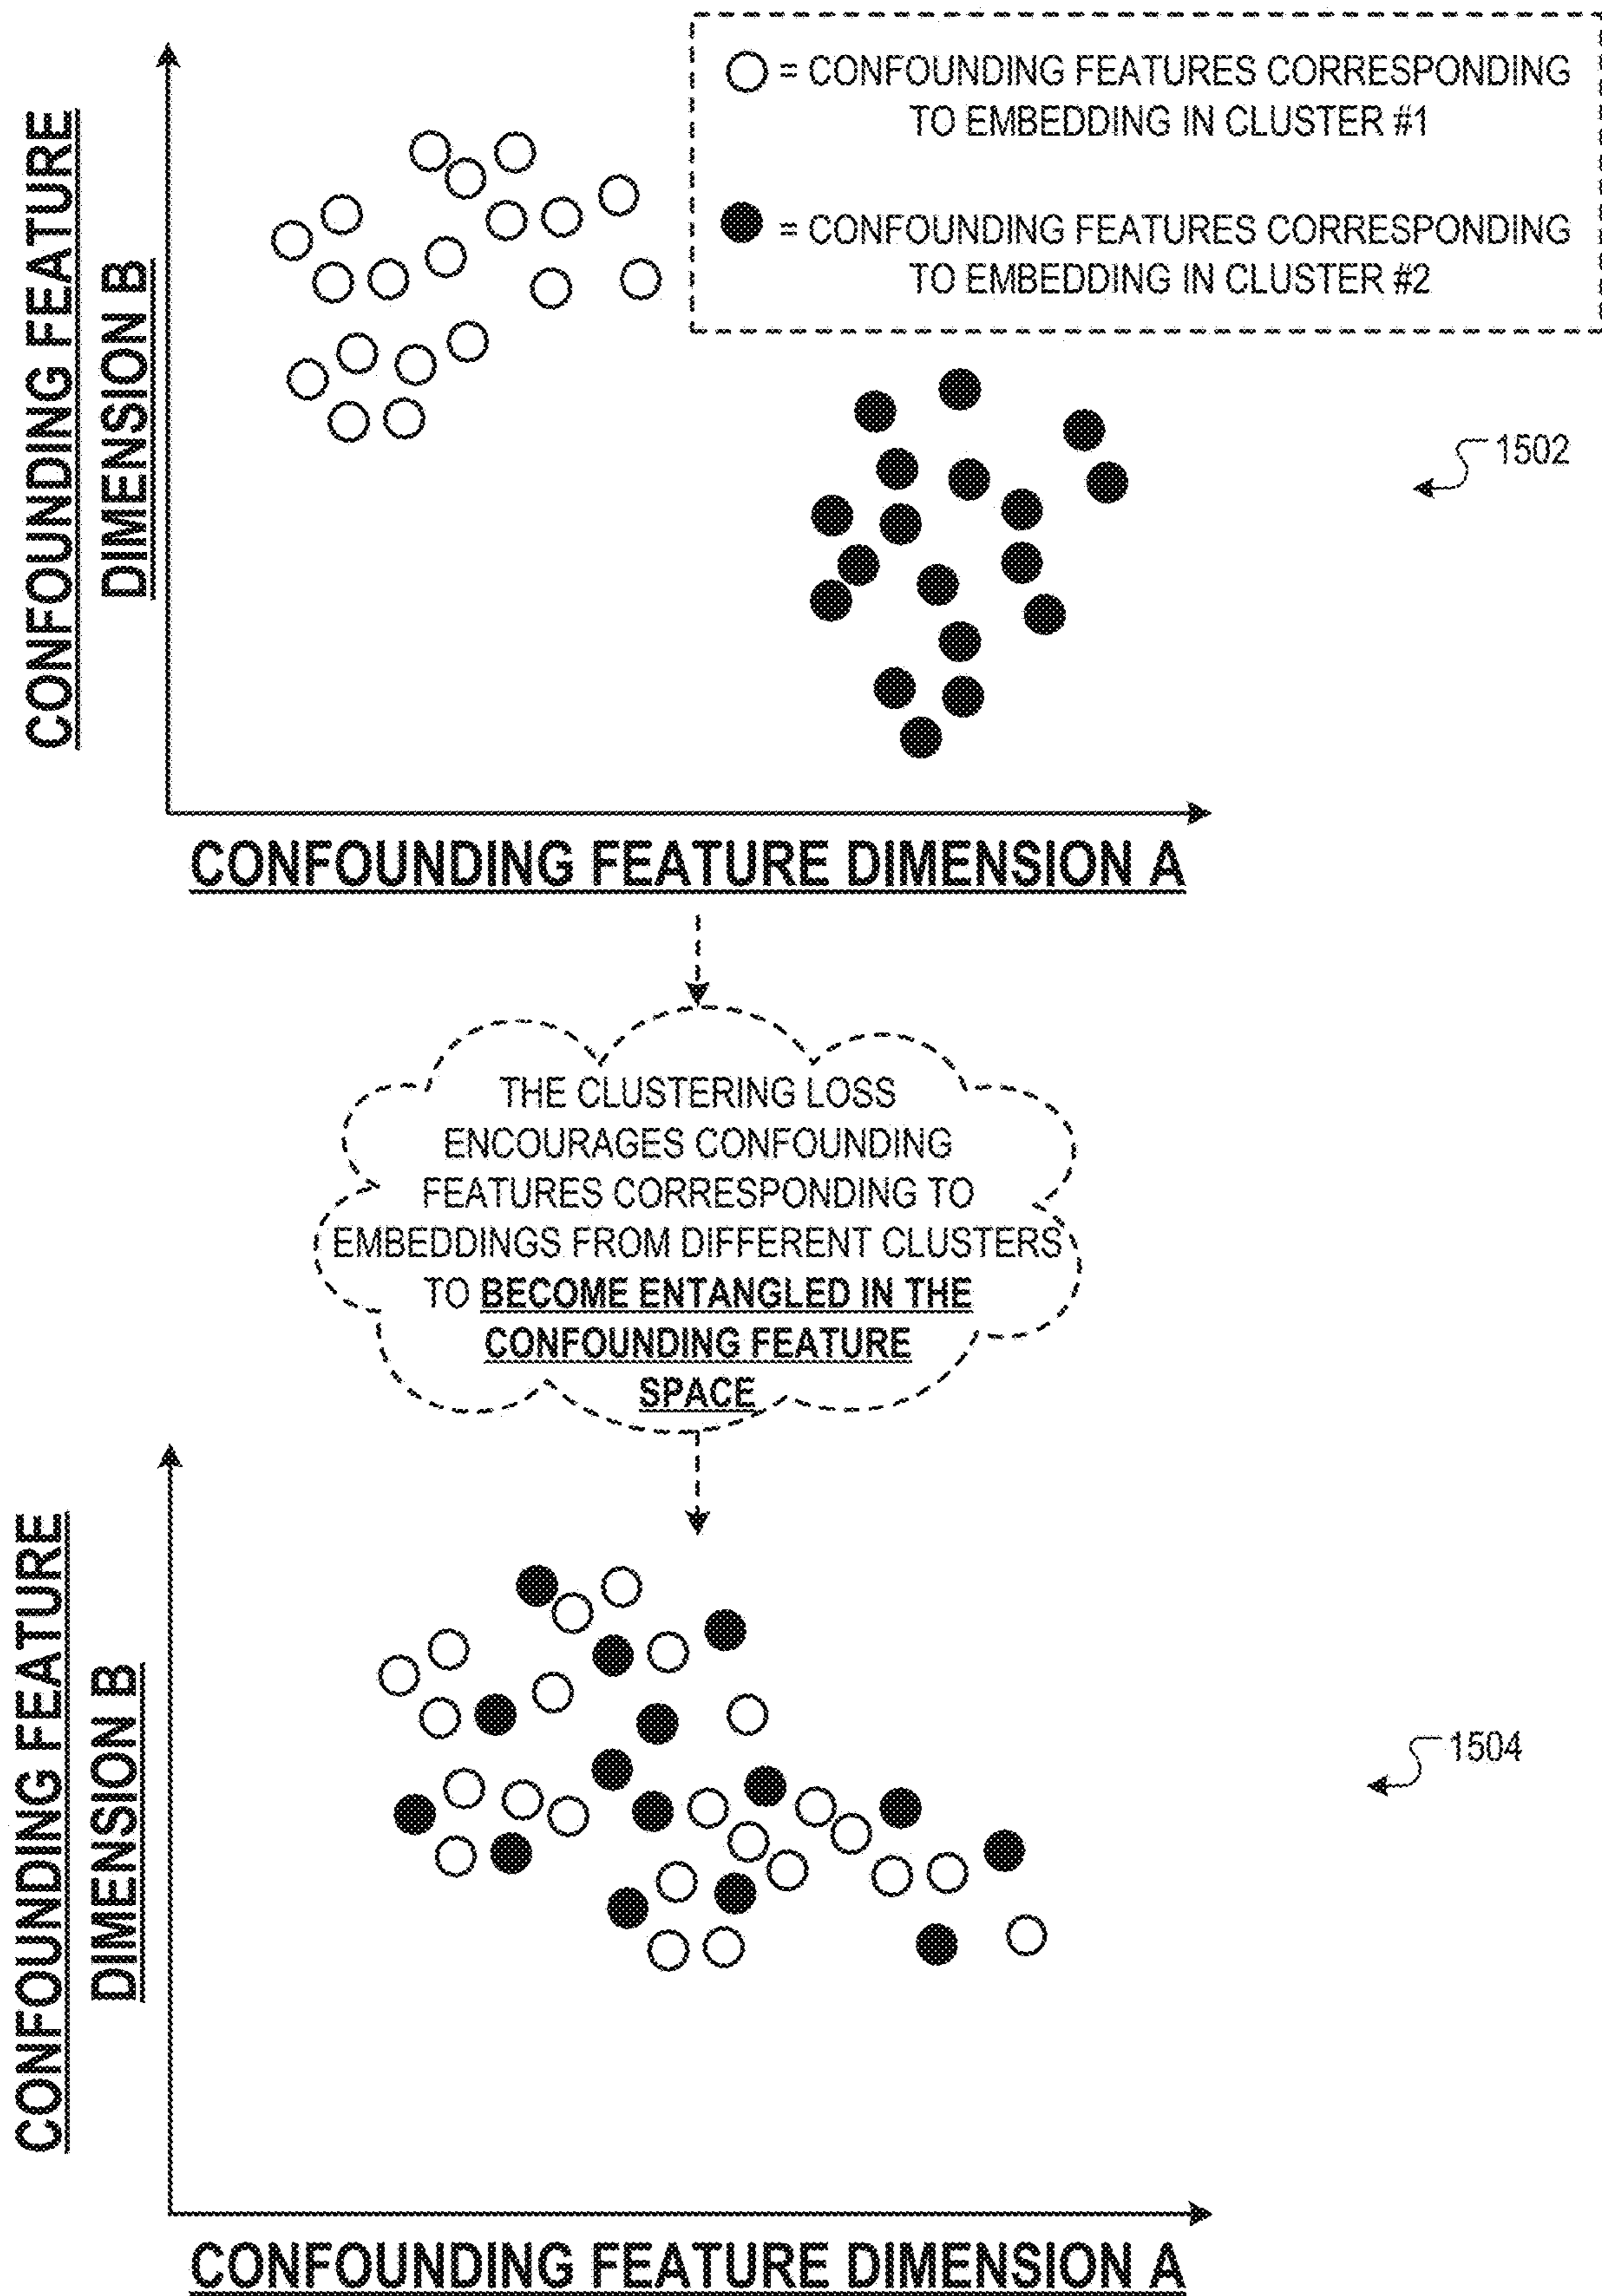 CONFOUNDING FEATURE
DIMENSION B
= CONFOUNDING FEATURES CORRESPONDING
TO EMBEDDING IN CLUSTER #1
= CONFOUNDING FEATURES CORRESPONDING
TO EMBEDDING IN CLUSTER #2
1502
CONFOUNDING FEATURE DIMENSION A
THE CLUSTERING LOSS
ENCOURAGES CONFOUNDING
FEATURES CORRESPONDING TO
EMBEDDINGS FROM DIFFERENT CLUSTERS
TO BECOME ENTANGLED IN THE
CONFOUNDING FEATURE
SPACE
CONFOUNDING FEATURE
DIMENSION B
1504
CONFOUNDING FEATURE DIMENSION A